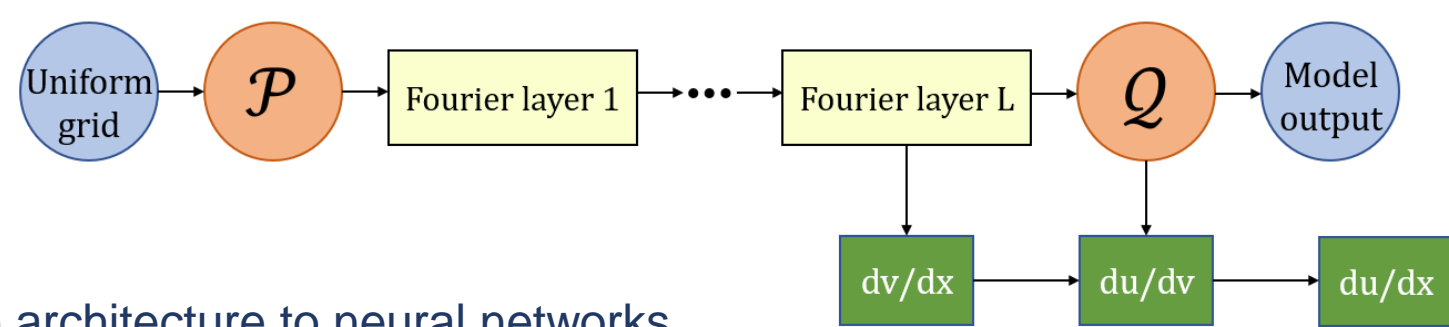 Uniform
grid
𝒫
Fourier layer 1
•••
Fourier layer L
𝒬
Model
output
dv/dx
du/dv
du/dx
architecture to neural networks